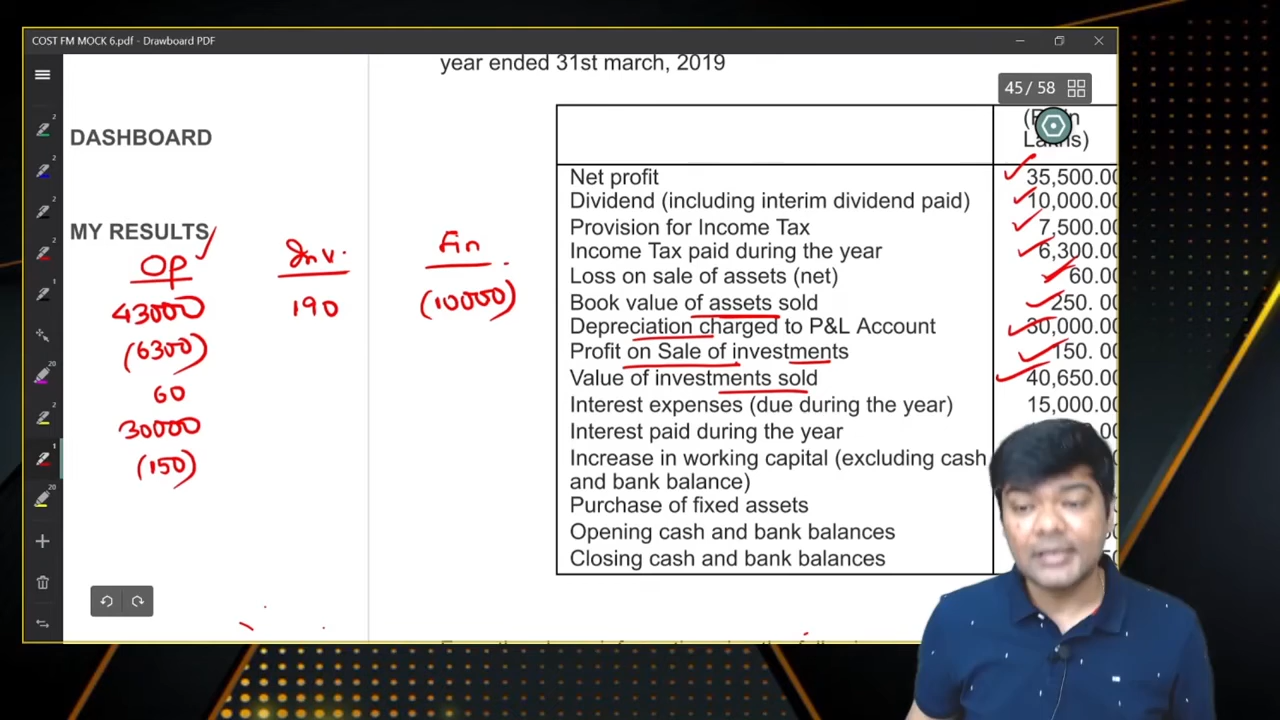 COST FM MOCK 6.pdf - Drawboard PDF
year ended 31st march, 2019
45 / 58
DASHBOARD
Lakhs)
Net profit 35,500.00
Dividend (including interim dividend paid) 10,000.00
Provision for Income Tax 7,500.00
Income Tax paid during the year 6,300.00
Loss on sale of assets (net) 60.00
Book value of assets sold 250. 00
Depreciation charged to P&L Account 30,000.00
Profit on Sale of investments 150. 00
Value of investments sold 40,650.00
Interest expenses (due during the year) 15,000.00
Interest paid during the year
Increase in working capital (excluding cash
and bank balance)
Purchase of fixed assets
Opening cash and bank balances
Closing cash and bank balances
MY RESULTS
Op Inv. Fin
43000 190 (10000)
(6300)
60
30000
(150)